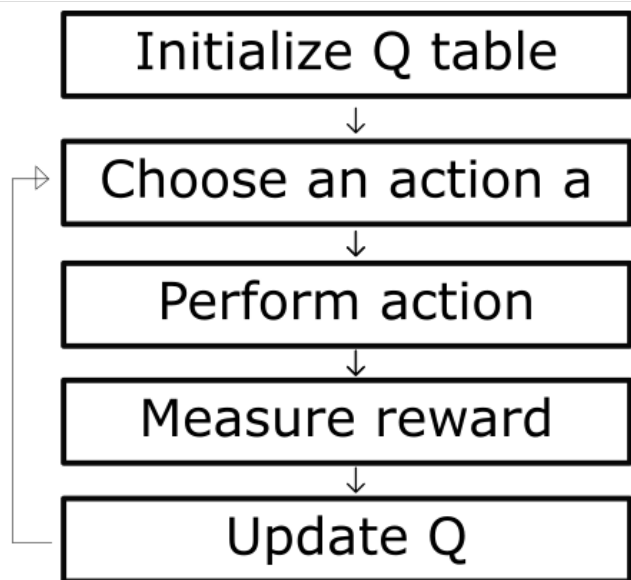 Initialize Q table
Choose an action a
Perform action
Measure reward
Update Q